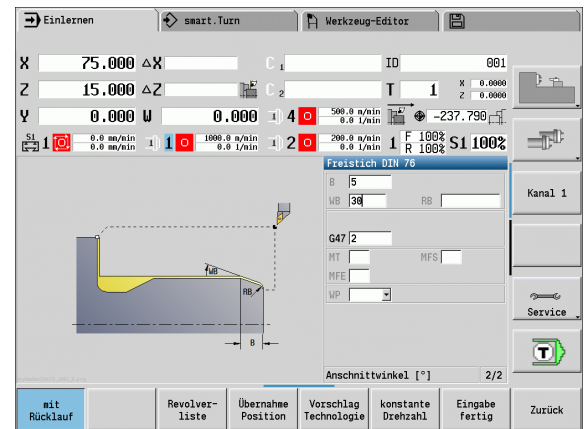 Einlernen smart.Turn Werkzeug-Editor
X 75.000 △X C 1 ID 001
Z 15.000 △Z C 2 T 1 X 0.0000 Z 0.0000
Y 0.000 W 0.000 4 500.0 m/min 0.0 1/min -237.790
S1 1 0.0 mm/min 0.0 mm/min 1 1000.0 m/min 0.0 1/min 2 200.0 m/min 0.0 1/min 1 F 100% R 100% S1 100%
Freistich DIN 76
B 5
WB 30 RB
G47 2
MT MFS
MFE
WP
WB
RB
B
Anschnittwinkel [°] 2/2
Kanal 1
Service
T
mit Rücklauf
Revolver-liste
Übernahme Position
Vorschlag Technologie
konstante Drehzahl
Eingabe fertig
Zurück